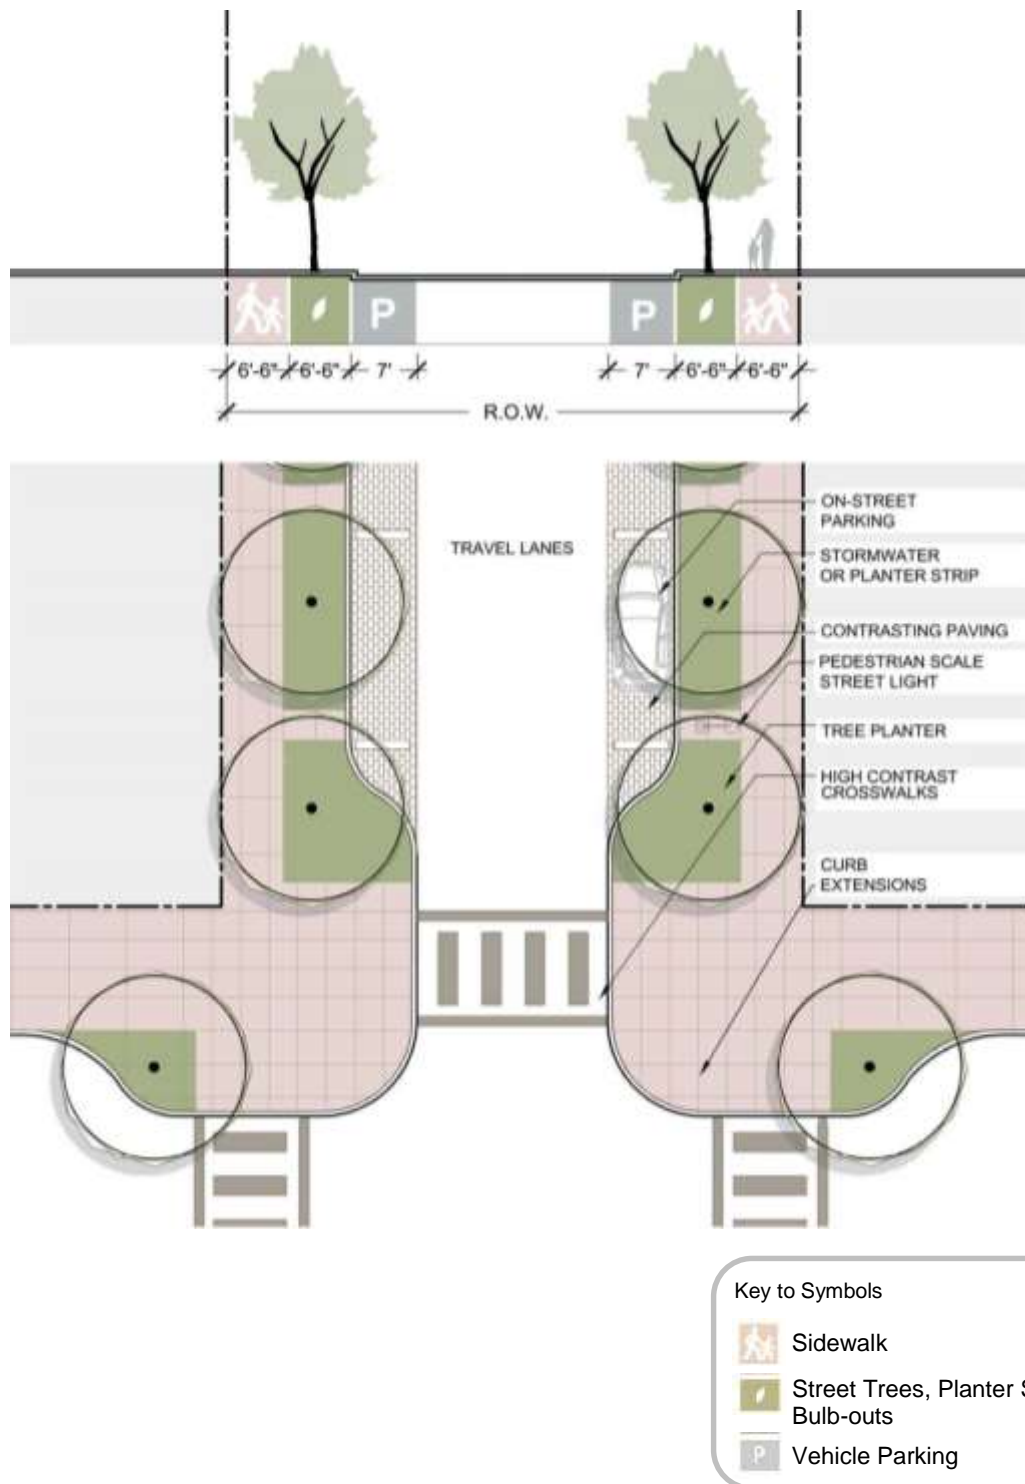 P
P
6'-6" 6'-6" 7' 7' 6'-6" 6'-6"
R.O.W.
TRAVEL LANES
ON-STREET
PARKING
STORMWATER
OR PLANTER STRIP
CONTRASTING PAVING
PEDESTRIAN SCALE
STREET LIGHT
TREE PLANTER
HIGH CONTRAST
CROSSWALKS
CURB
EXTENSIONS
Key to Symbols
Sidewalk
Street Trees, Planter
Bulb-outs
P Vehicle Parking